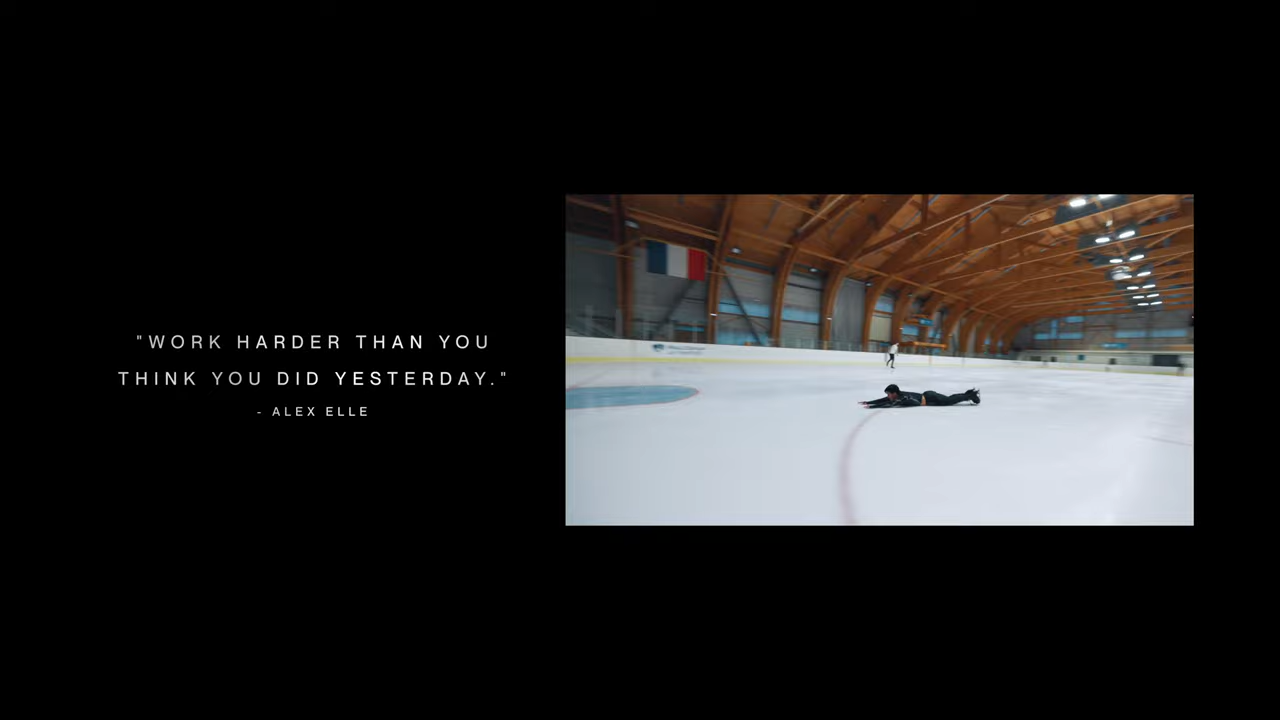 "WORK HARDER THAN YOU
THINK YOU DID YESTERDAY."
- ALEX ELLE